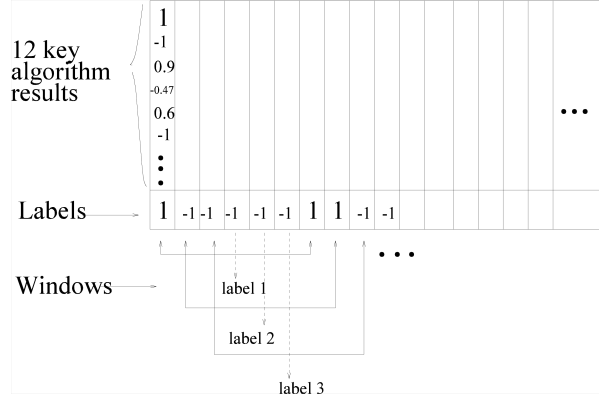 1
-1
12 key
algorithm
results
0.9
-0.47
0.6
-1
Labels
1 -1 -1 -1 -1 -1 1 1 -1 -1
Windows
label 1
label 2
label 3